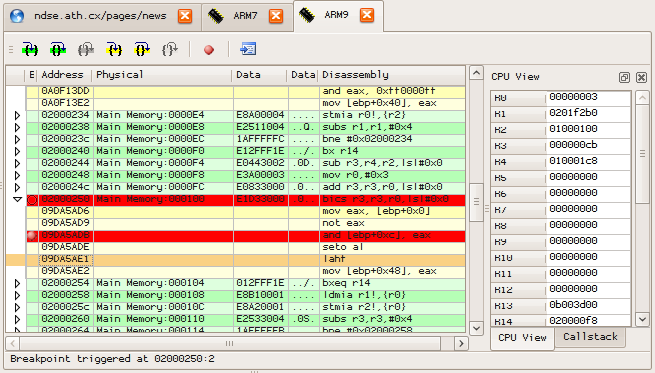 ndse.ath.cx/pages/news ARM7 ARM9
E Address Physical Data Data Disassembly
0A0F13DD and eax, 0xff0000ff
0A0F13E2 mov [ebp+0x40], eax
02000234 Main Memory:0000E4 E8A00004 .... stmia r0!,{r2}
02000238 Main Memory:0000E8 E2511004 ..Q. subs r1,r1,#0x4
0200023c Main Memory:0000EC 1AFFFFFC .... bne #0x02000234
02000240 Main Memory:0000F0 E12FFF1E ../. bx r14
02000244 Main Memory:0000F4 E0443002 .0D. sub r3,r4,r2,lsl#0x0
02000248 Main Memory:0000F8 E3A00003 .... mov r0,#0x3
0200024c Main Memory:0000FC E0833000 .0.. add r3,r3,r0,lsl#0x0
02000250 Main Memory:000100 E1D33000 .0 bics r3,r3,r0,lsl#0x0
09DA5AD6 mov eax, [ebp+0x0]
09DA5AD9 not eax
09DA5ADB and [ebp+0xc], eax
09DA5ADE seto al
09DA5AE1 lahf
09DA5AE2 mov [ebp+0x48], eax
02000254 Main Memory:000104 012FFF1E ../. bxeq r14
02000258 Main Memory:000108 E8B10001 .... ldmia r1!,{r0}
0200025c Main Memory:00010C E8A20001 .... stmia r2!,{r0}
02000260 Main Memory:000110 E2533004 .0S. subs r3,r3,#0x4
02000264 Main Memory:000114 1AFFFFFB .... bne #0x02000258
CPU View
R0 00000003
R1 0201f2b0
R2 01000100
R3 000000cb
R4 010001c8
R5 00000000
R6 00000000
R7 00000000
R8 00000000
R9 00000000
R10 00000000
R11 00000000
R12 00000000
R13 0b003d00
R14 020000f8
CPU View Callstack
Breakpoint triggered at 02000250:2